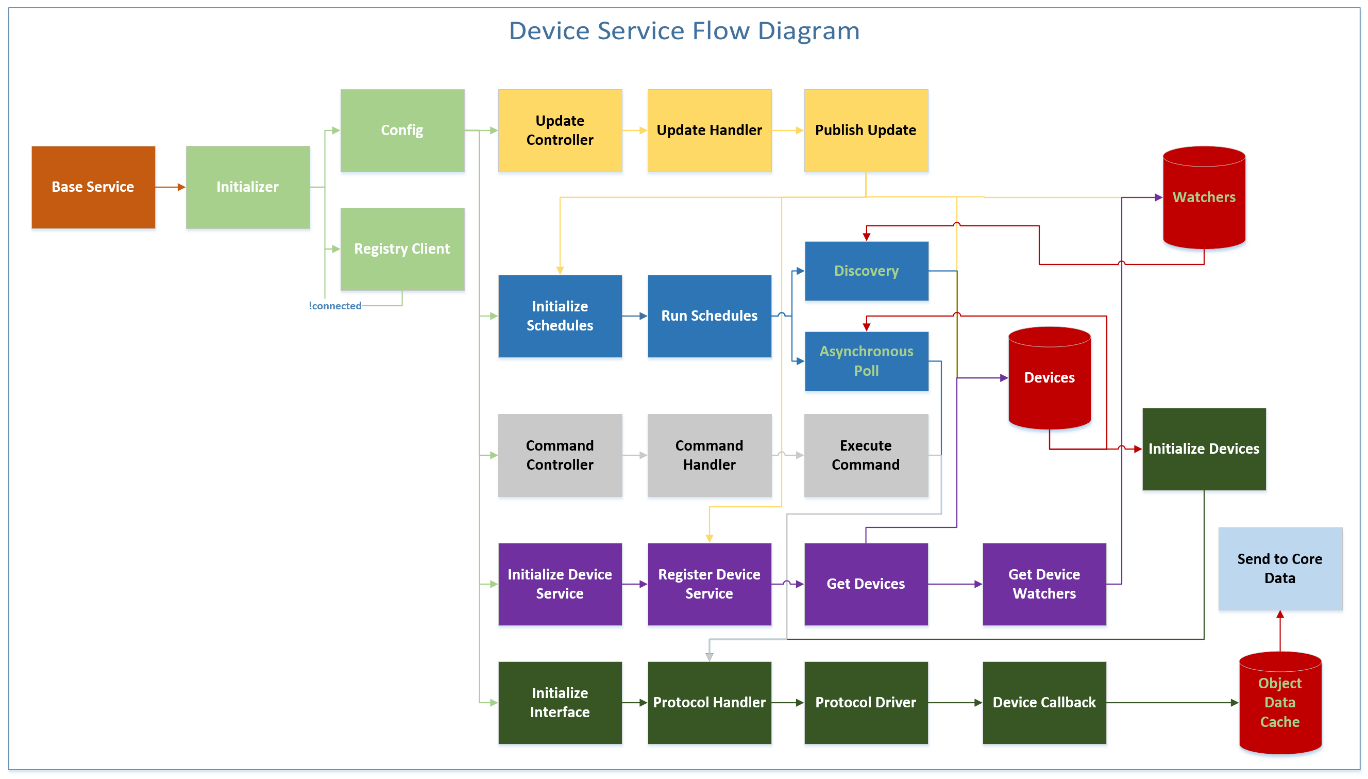 Device Service Flow Diagram
Config
Update
Controller
Update Handler
Publish Update
Base Service
Initializer
Watchers
Registry Client
!connected
Discovery
Initialize
Schedules
Run Schedules
Asynchronous
Poll
Devices
Command
Controller
Command
Handler
Execute
Command
Initialize Devices
Initialize Device
Service
Register Device
Service
Get Devices
Get Device
Watchers
Send to Core
Data
Initialize
Interface
Protocol Handler
Protocol Driver
Device Callback
Object
Data
Cache